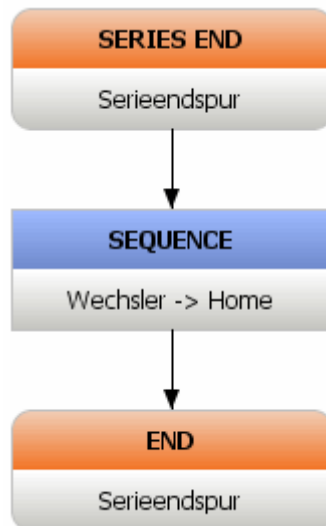 SERIES END
Serieendspur
SEQUENCE
Wechsler -> Home
END
Serieendspur